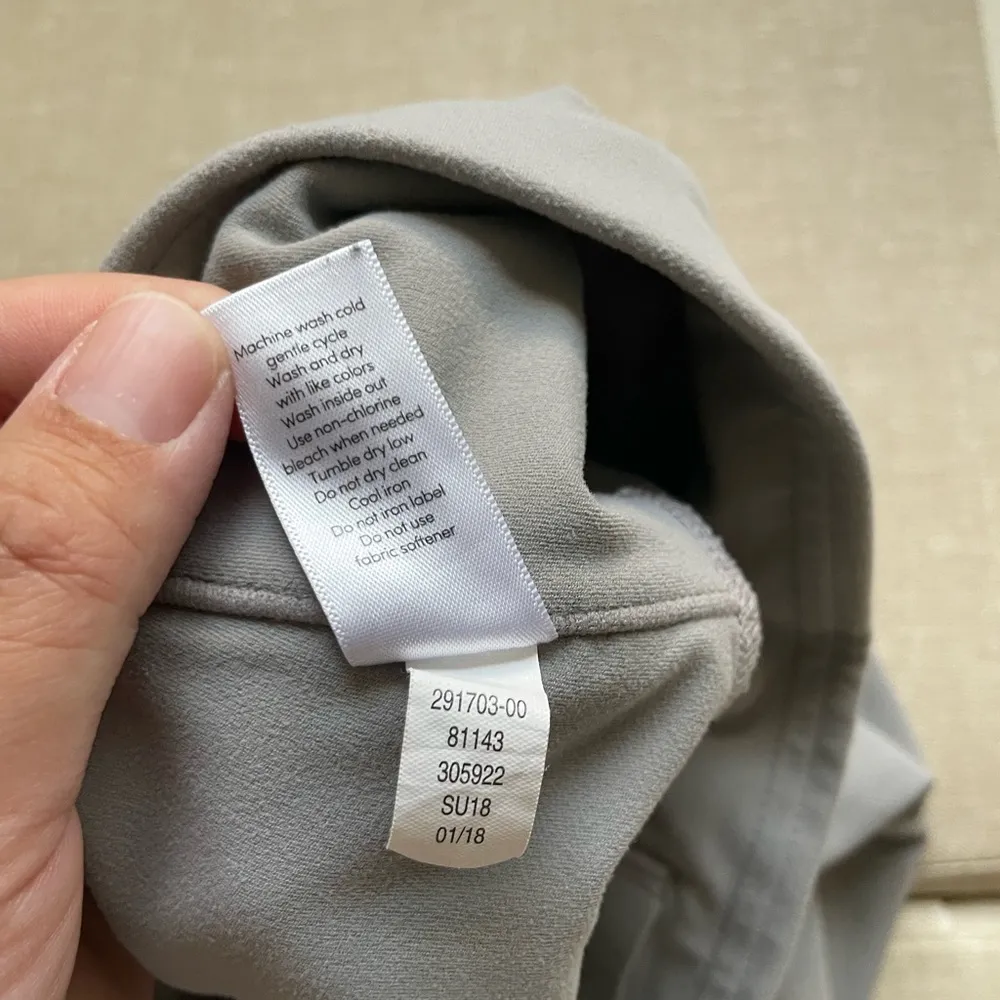 Machine wash cold
gentle cycle
Wash and dry
with like colors
Wash inside out
Use non-chlorine
bleach when needed
Tumble dry low
Do not dry clean
Cool iron
Do not iron label
Do not use
fabric softener
291703-00
81143
305922
SU18
01/18